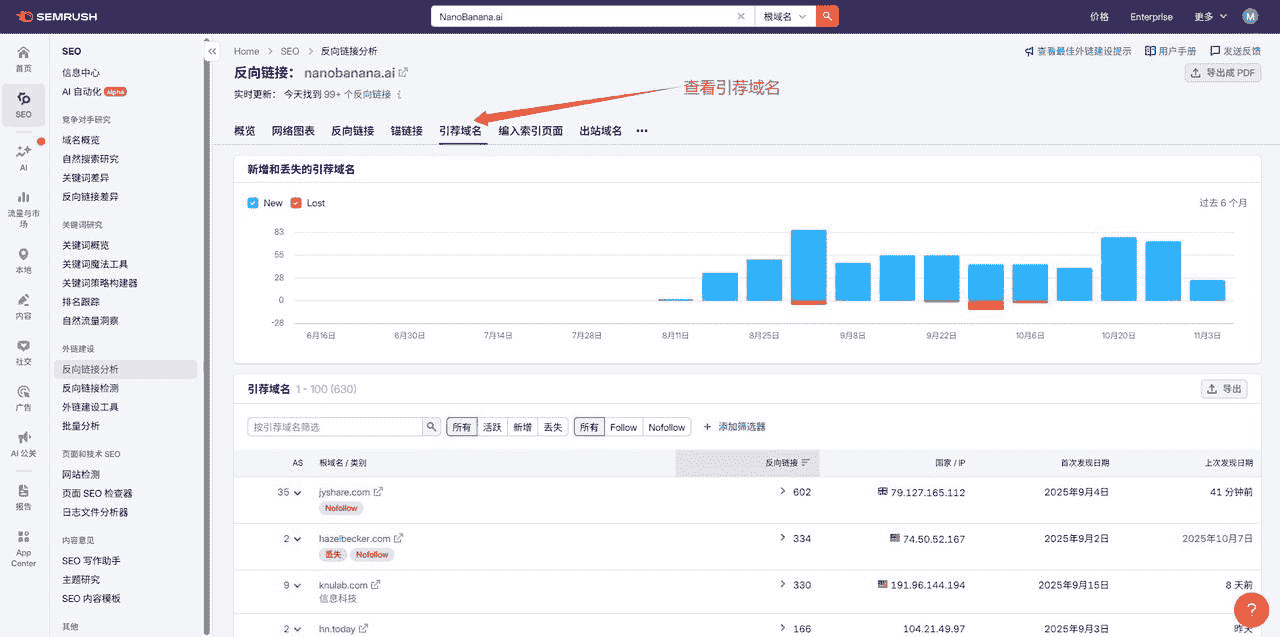 SEMRUSH
NanoBanana.ai
根域名
价格
Enterprise
更多
M
首页
SEO
AI
流量与市场
本地
内容
社交
广告
AI 公关
报告
App Center
SEO
信息中心
AI 自动化 alpha
竞争对手研究
域名概览
自然搜索研究
关键词差异
反向链接差异
关键词研究
关键词概览
关键词魔法工具
关键词策略构建器
排名跟踪
自然流量洞察
外链建设
反向链接分析
反向链接检测
外链建设工具
批量分析
页面和技术 SEO
网站检测
页面 SEO 检查器
日志文件分析器
内容意见
SEO 写作助手
主题研究
SEO 内容模板
其他
Home > SEO > 反向链接分析
查看最佳外链建设提示
用户手册
发送反馈
反向链接: nanobanana.ai
导出成 PDF
实时更新: 今天找到 99+ 个反向链接 i
查看引荐域名
概览 网络图表 反向链接 锚链接 引荐域名 编入索引页面 出站域名 •••
新增和丢失的引荐域名
New Lost
过去 6 个月
83
55
28
0
-28
6月16日 6月30日 7月14日 7月28日 8月11日 8月25日 9月8日 9月22日 10月6日 10月20日 11月3日
引荐域名 1 - 100 (630)
导出
按引荐域名筛选
所有 活跃 新增 丢失
所有 Follow Nofollow
+ 添加筛选器
AS 根域名 / 类别 反向链接 国家 / IP 首次发现日期 上次发现日期
35 jyshare.com 602 79.127.165.112 2025年9月4日 41 分钟前
Nofollow
2 hazelbecker.com 334 74.50.52.167 2025年9月2日 2025年10月7日
丢失 Nofollow
9 knulab.com 330 191.96.144.194 2025年9月15日 8 天前
信息科技
2 hn.today 166 104.21.49.97 2025年9月3日 昨天
?